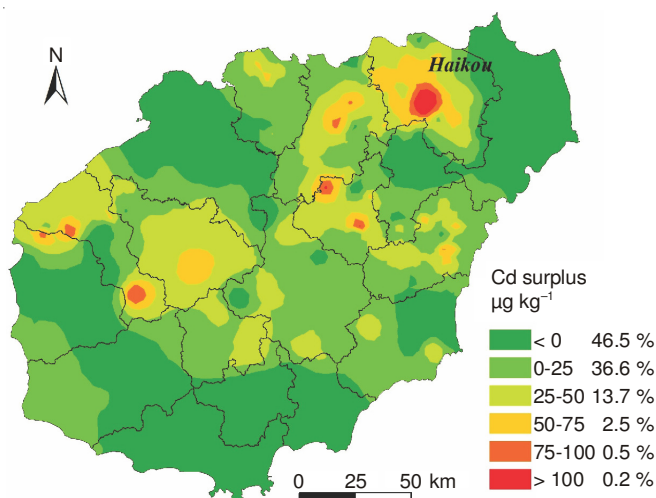 N
Haikou
Cd surplus
µg kg⁻¹
< 0 46.5 %
0-25 36.6 %
25-50 13.7 %
50-75 2.5 %
75-100 0.5 %
> 100 0.2 %
0 25 50 km